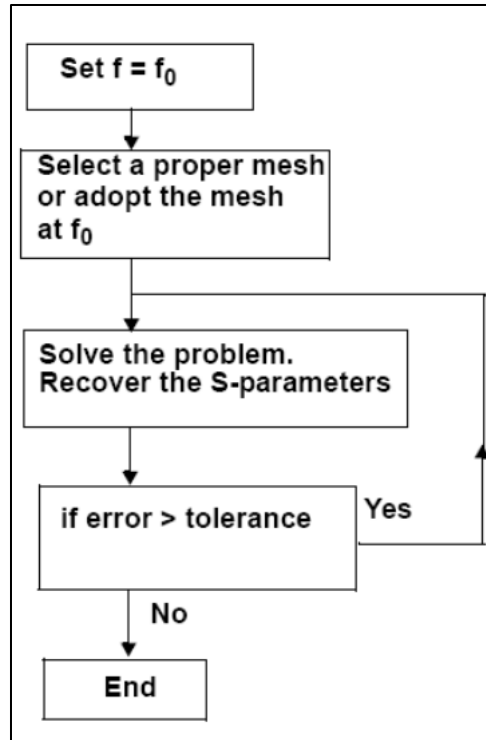 Set f = f0
Select a proper mesh
or adopt the mesh
at f0
Solve the problem.
Recover the S-parameters
if error > tolerance
Yes
No
End